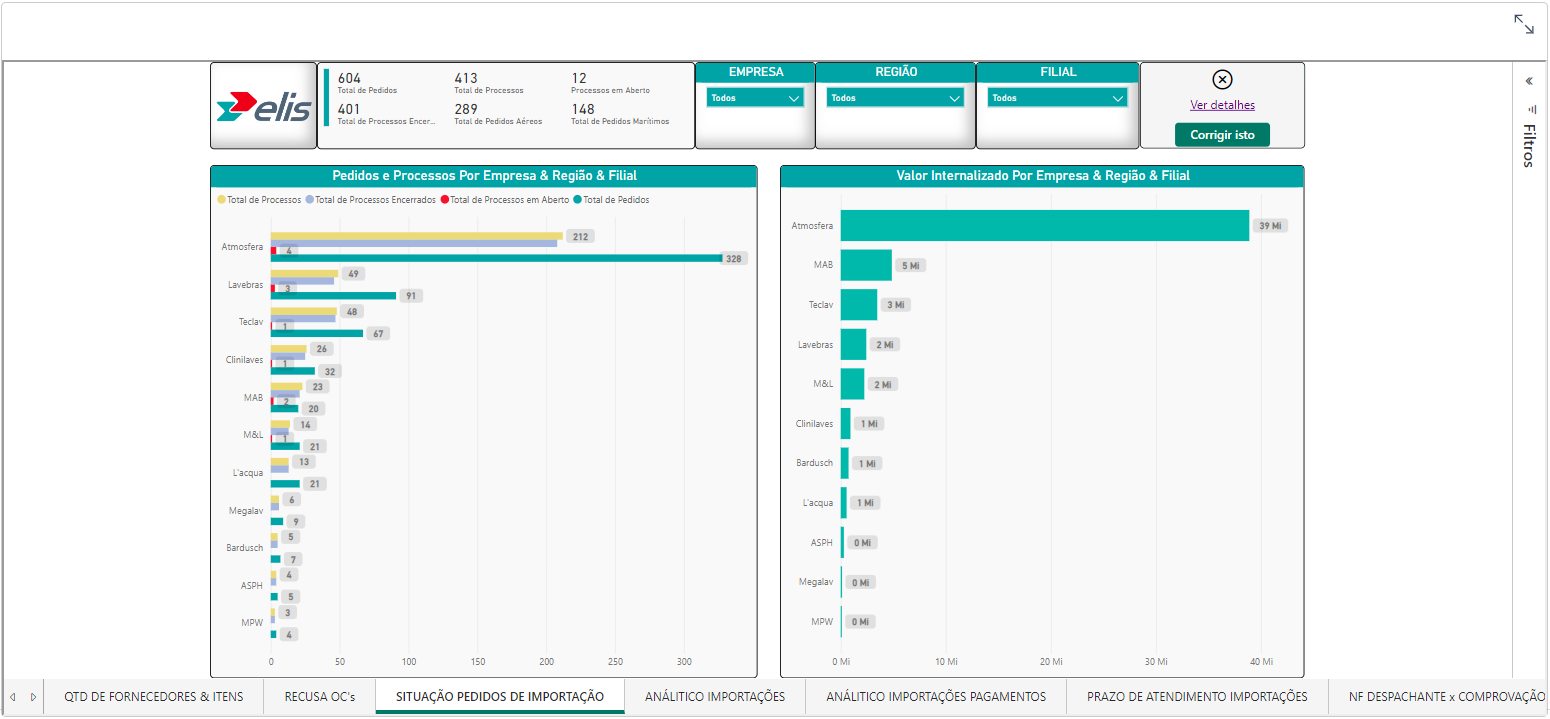 elis
604 413 12
Total de Pedidos Total de Processos Processos em Aberto
401 289 148
Total de Processos Encer... Total de Pedidos Aéreos Total de Pedidos Marítimos
EMPRESA
Todos
REGIÃO
Todos
FILIAL
Todos
Ver detalhes
Corrigir isto
Filtros
Pedidos e Processos Por Empresa & Região & Filial
Total de Processos Total de Processos Encerrados Total de Processos em Aberto Total de Pedidos
Atmosfera 212 4 328
Lavebras 49 3 91
Teclav 48 1 67
Clinilaves 26 1 32
MAB 23 2 20
M&L 14 1 21
L'acqua 13 21
Megalav 6 9
Bardusch 5 7
ASPH 4 5
MPW 3 4
0 50 100 150 200 250 300
Valor Internalizado Por Empresa & Região & Filial
Atmosfera 39 Mi
MAB 5 Mi
Teclav 3 Mi
Lavebras 2 Mi
M&L 2 Mi
Clinilaves 1 Mi
Bardusch 1 Mi
L'acqua 1 Mi
ASPH 0 Mi
Megalav 0 Mi
MPW 0 Mi
0 Mi 10 Mi 20 Mi 30 Mi 40 Mi
QTD DE FORNECEDORES & ITENS RECUSA OC's SITUAÇÃO PEDIDOS DE IMPORTAÇÃO ANÁLITICO IMPORTAÇÕES ANÁLITICO IMPORTAÇÕES PAGAMENTOS PRAZO DE ATENDIMENTO IMPORTAÇÕES NF DESPACHANTE x COMPROVAÇÃO